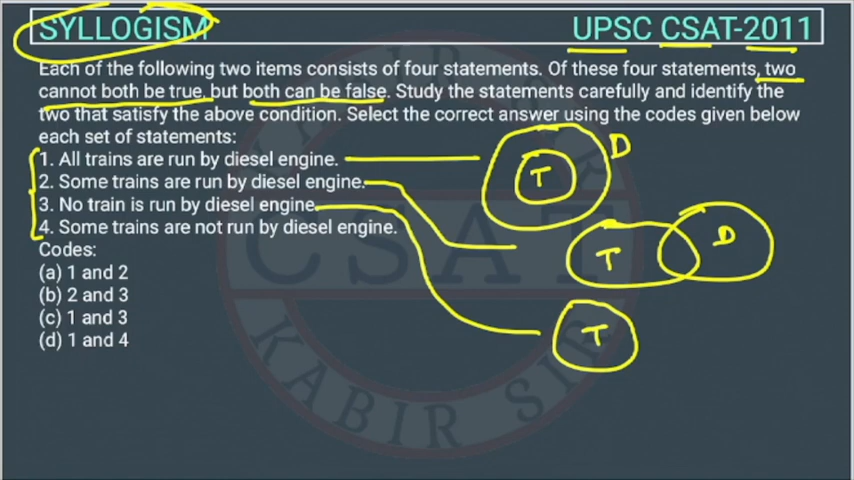 SYLLOGISM UPSC CSAT-2011
Each of the following two items consists of four statements. Of these four statements, two
cannot both be true, but both can be false. Study the statements carefully and identify the
two that satisfy the above condition. Select the correct answer using the codes given below
each set of statements:
1. All trains are run by diesel engine.
2. Some trains are run by diesel engine.
3. No train is run by diesel engine.
4. Some trains are not run by diesel engine.
Codes:
(a) 1 and 2
(b) 2 and 3
(c) 1 and 3
(d) 1 and 4
D
T
T D
T
CSAT
KABIR SIR